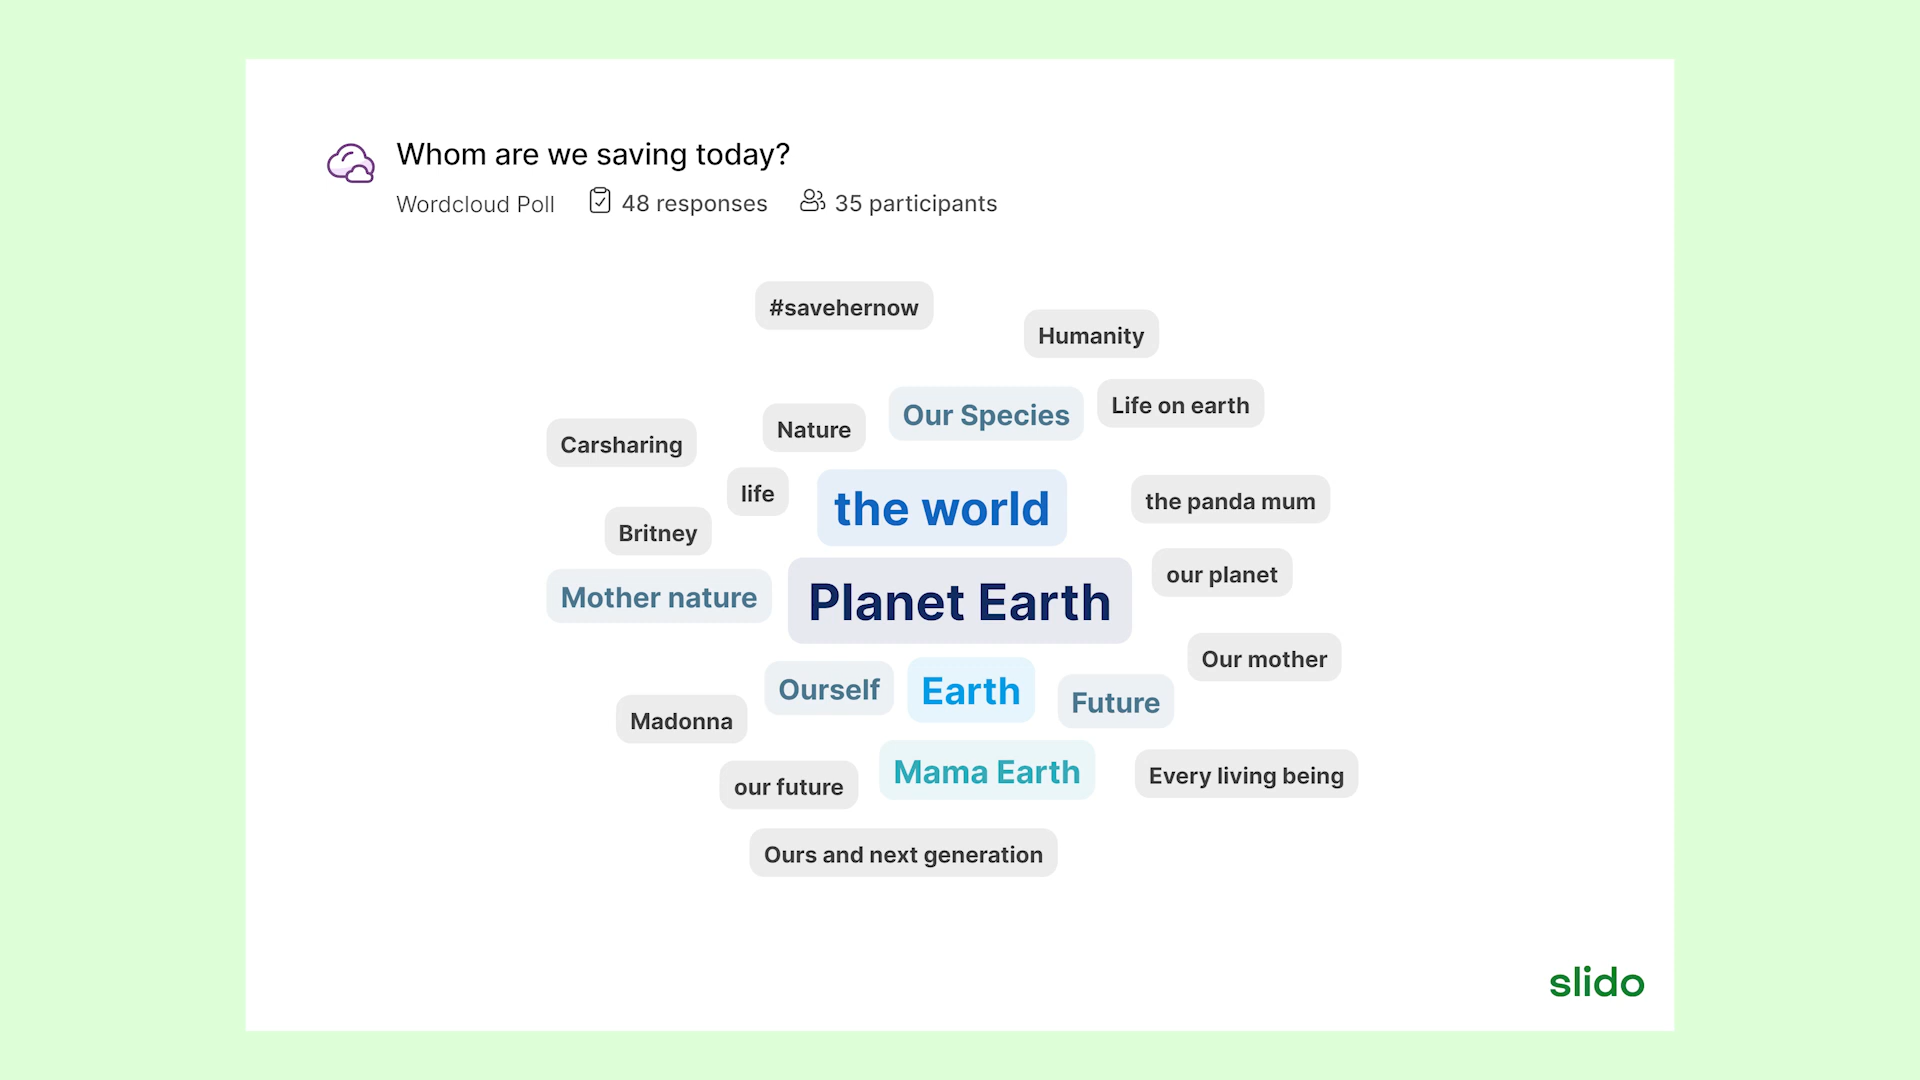 Whom are we saving today?
Wordcloud Poll 48 responses 35 participants
#savehernow
Humanity
Life on earth
Our Species
Nature
Carsharing
life
the world
the panda mum
Britney
our planet
Mother nature
Planet Earth
Our mother
Ourself
Earth
Future
Madonna
Mama Earth
Every living being
our future
Ours and next generation
slido